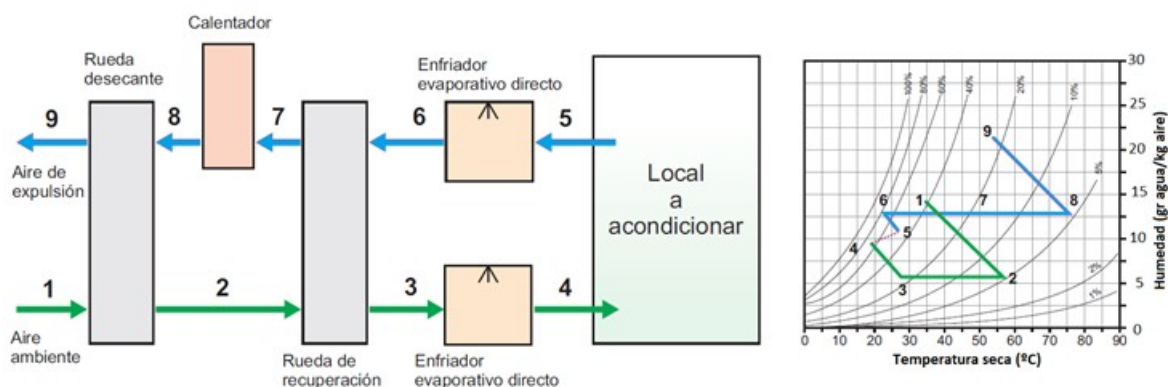 Calentador
Rueda
desecante
Enfriador
evaporativo directo
9
8
7
6
5
Aire de
expulsión
Local
a
acondicionar
1
2
3
4
Aire
ambiente
Rueda de
recuperación
Enfriador
evaporativo directo
100%
80%
60%
40%
20%
10%
5%
2%
1%
9
6
1
7
8
4
5
3
2
30
25
20
15
10
5
0
0
10
20
30
40
50
60
70
80
90
Temperatura seca (ºC)
Humedad (gr agua/kg aire)